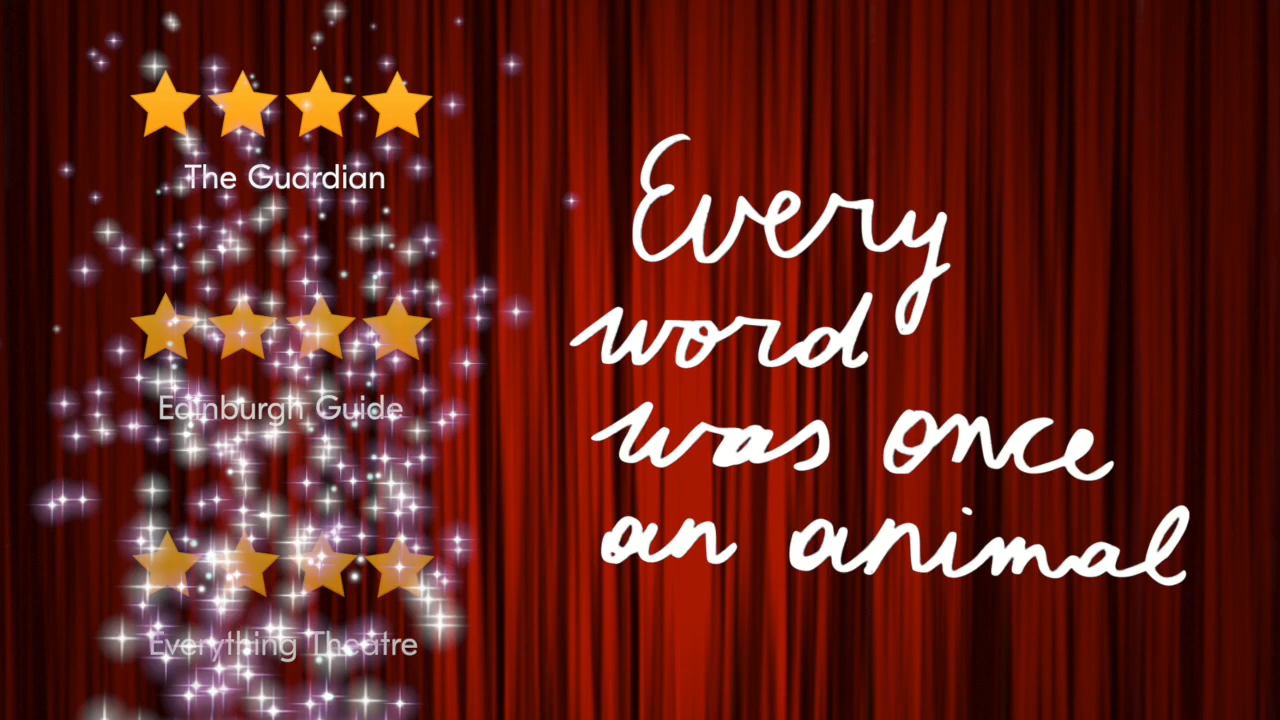 The Guardian
Edinburgh Guide
Everything Theatre
Every
word
was once
an animal